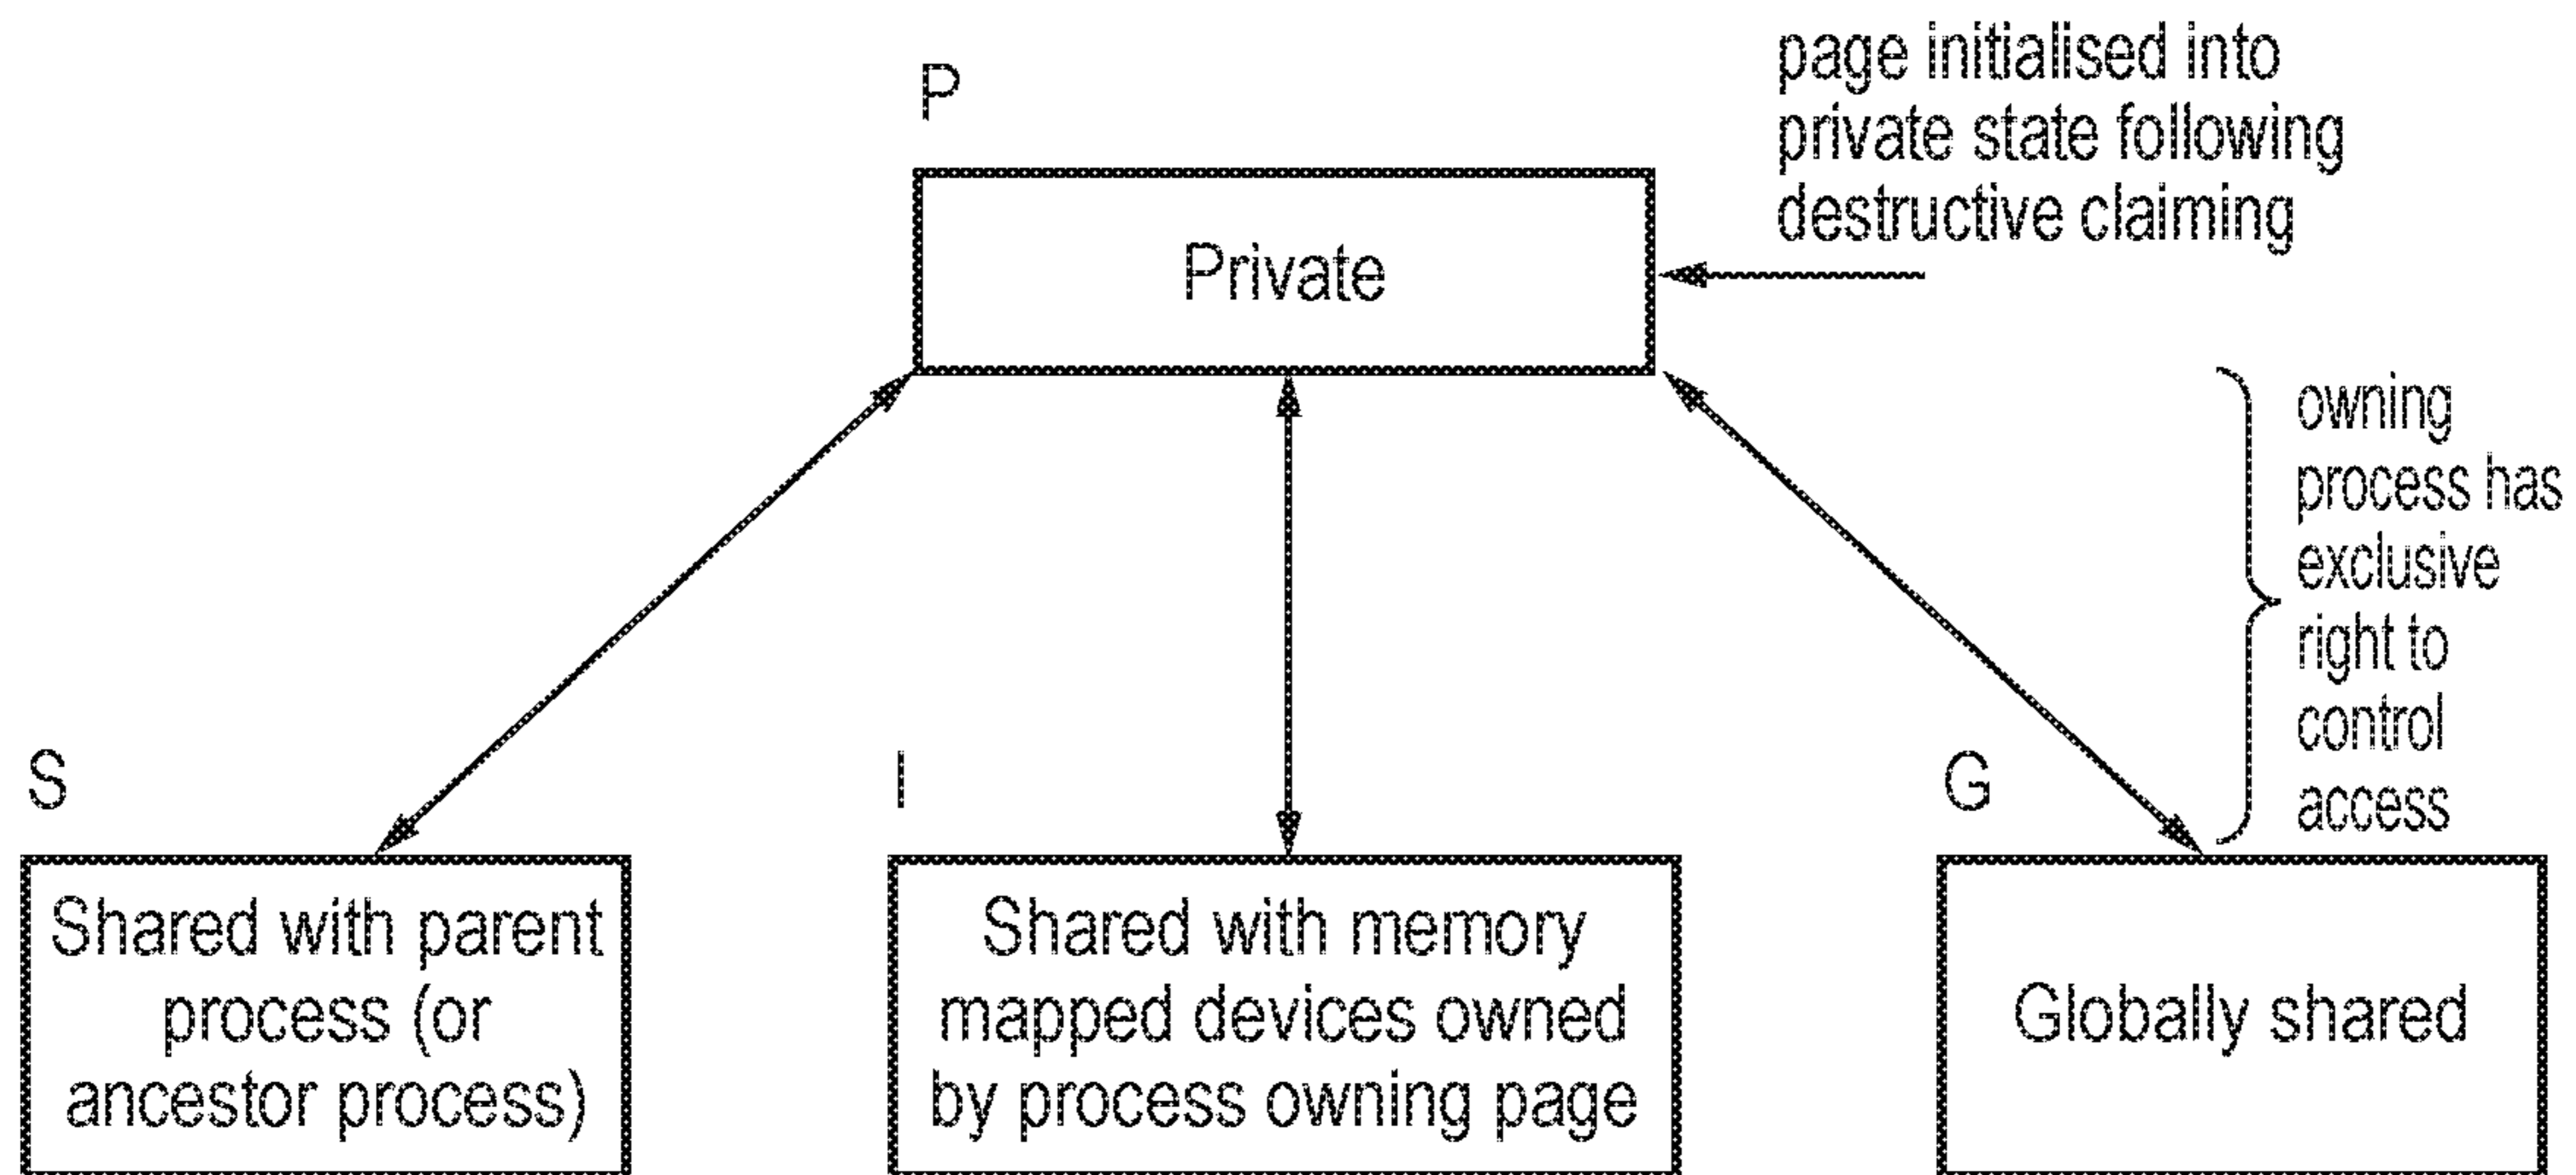 P
page initialised into
private state following
destructive claiming
Private
owning
process has
exclusive
right to
control
access
S
Shared with parent
process (or
ancestor process)
I
Shared with memory
mapped devices owned
by process owning page
G
Globally shared